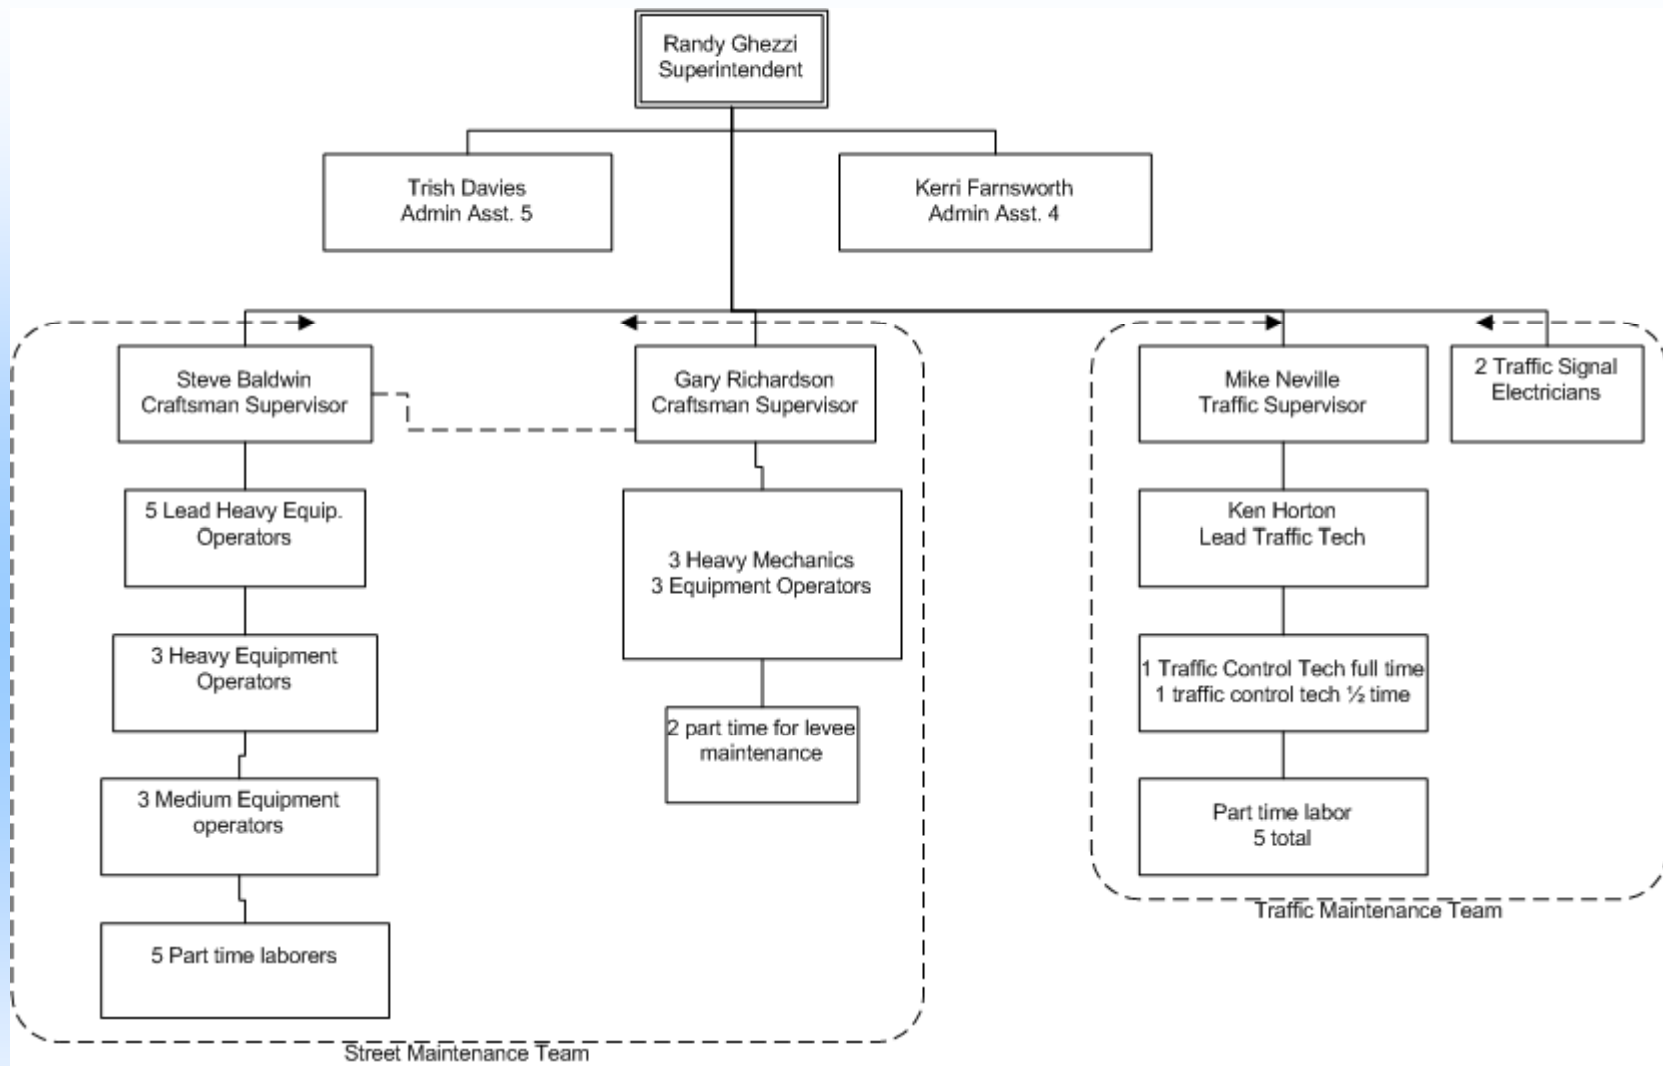 Randy Ghezzi
Superintendent
Trish Davies
Admin Asst. 5
Kerri Farnsworth
Admin Asst. 4
Steve Baldwin
Craftsman Supervisor
Gary Richardson
Craftsman Supervisor
Mike Neville
Traffic Supervisor
2 Traffic Signal
Electricians
5 Lead Heavy Equip.
Operators
3 Heavy Mechanics
3 Equipment Operators
Ken Horton
Lead Traffic Tech
3 Heavy Equipment
Operators
2 part time for levee
maintenance
1 Traffic Control Tech full time
1 traffic control tech ½ time
3 Medium Equipment
operators
Part time labor
5 total
5 Part time laborers
Traffic Maintenance Team
Street Maintenance Team